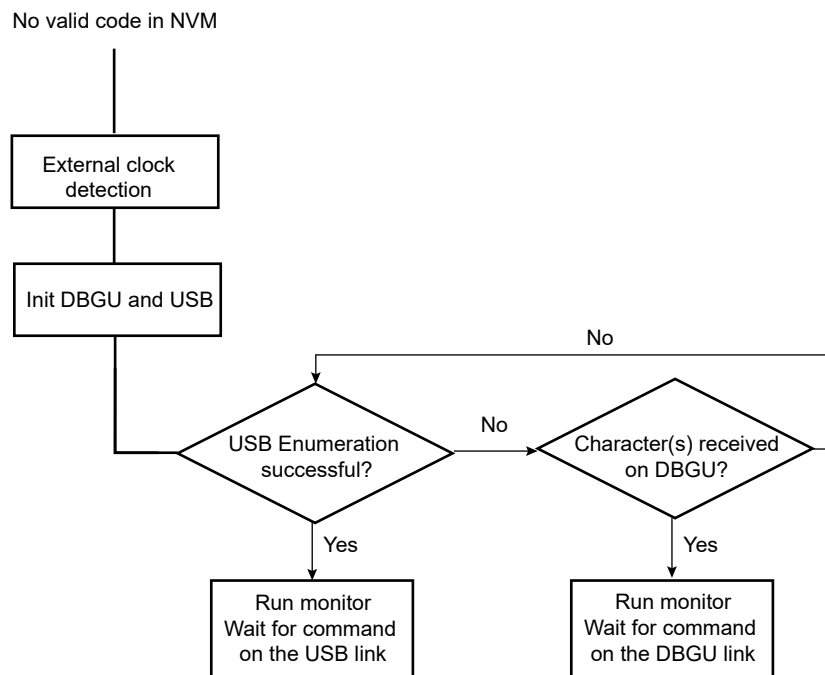 No valid code in NVM
External clock
detection
Init DBGU and USB
No
USB Enumeration
successful?
No
Character(s) received
on DBGU?
Yes
Yes
Run monitor
Wait for command
on the USB link
Run monitor
Wait for command
on the DBGU link